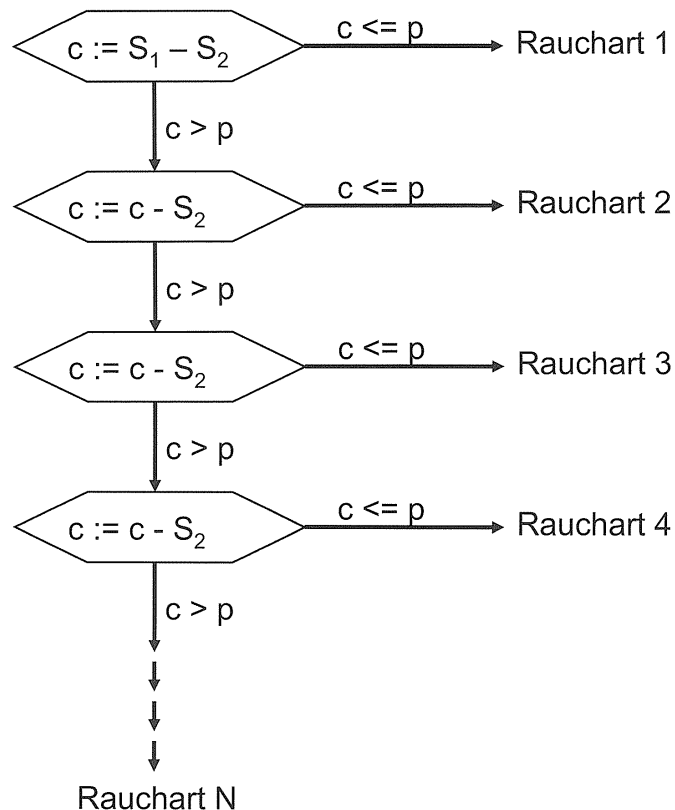 c := S₁ – S₂ c <= p Rauchart 1
c > p
c := c - S₂ c <= p Rauchart 2
c > p
c := c - S₂ c <= p Rauchart 3
c > p
c := c - S₂ c <= p Rauchart 4
c > p
Rauchart N